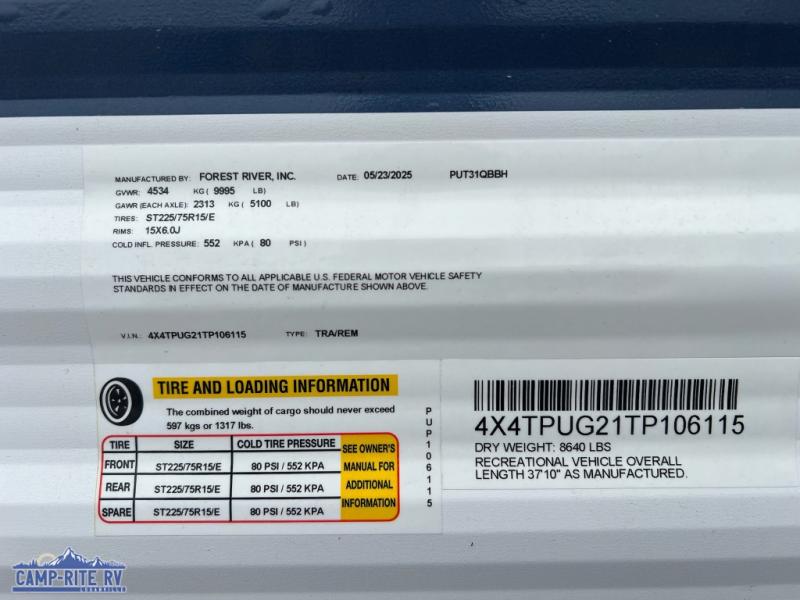 MANUFACTURED BY: FOREST RIVER, INC. DATE: 05/23/2025 PUT31QBBH
GVWR: 4534 KG ( 9995 LB)
GAWR (EACH AXLE): 2313 KG ( 5100 LB)
TIRES: ST225/75R15/E
RIMS: 15X6.0J
COLD INFL. PRESSURE: 552 KPA ( 80 PSI )
THIS VEHICLE CONFORMS TO ALL APPLICABLE U.S. FEDERAL MOTOR VEHICLE SAFETY
STANDARDS IN EFFECT ON THE DATE OF MANUFACTURE SHOWN ABOVE.
V.I.N.: 4X4TPUG21TP106115 TYPE: TRA/REM
TIRE AND LOADING INFORMATION
The combined weight of cargo should never exceed
597 kgs or 1317 lbs.
TIRE SIZE COLD TIRE PRESSURE
FRONT ST225/75R15/E 80 PSI / 552 KPA
REAR ST225/75R15/E 80 PSI / 552 KPA
SPARE ST225/75R15/E 80 PSI / 552 KPA
SEE OWNER'S
MANUAL FOR
ADDITIONAL
INFORMATION
PUP106115
4X4TPUG21TP106115
DRY WEIGHT: 8640 LBS
RECREATIONAL VEHICLE OVERALL
LENGTH 37'10" AS MANUFACTURED.
CAMP-RITE RV